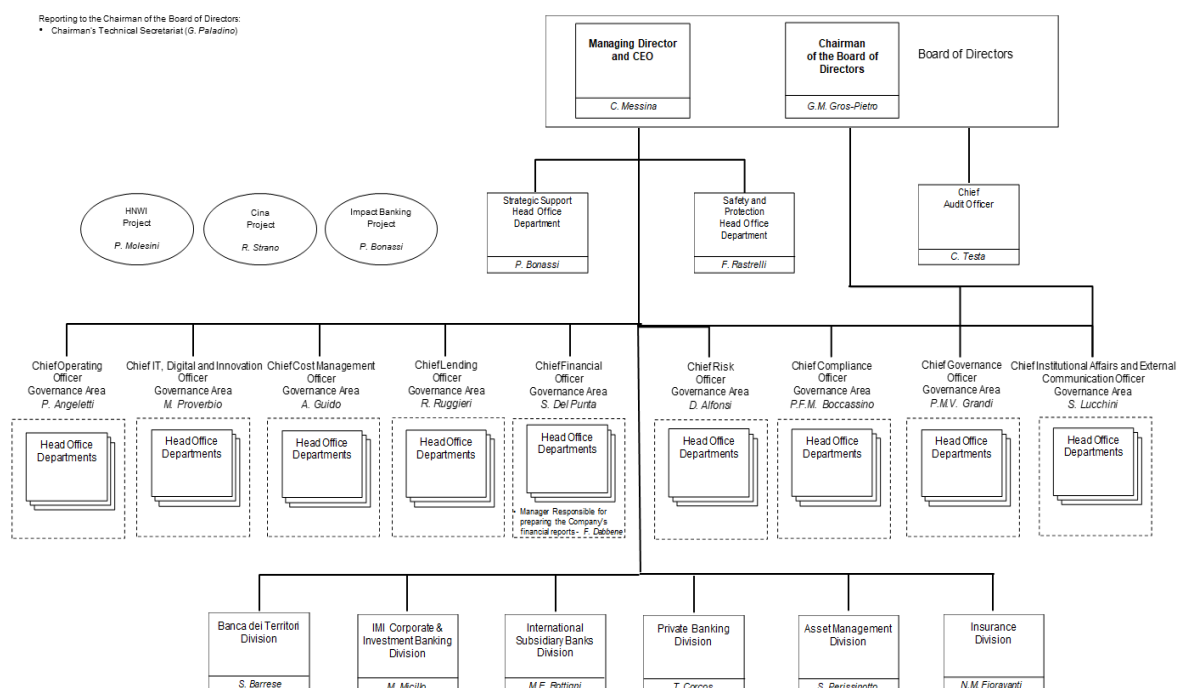 Reporting to the Chairman of the Board of Directors:
• Chairman's Technical Secretariat (G. Paladino)
Managing Director
and CEO
C. Messina
Chairman
of the Board of
Directors
G.M. Gros-Pietro
Board of Directors
HNWI
Project
P. Molesini
Cina
Project
R. Strano
Impact Banking
Project
P. Bonassi
Strategic Support
Head Office
Department
P. Bonassi
Safety and
Protection
Head Office
Department
F. Rastrelli
Chief
Audit Officer
C. Testa
Chief Operating
Officer
Governance Area
P. Angeletti
Chief IT, Digital and Innovation
Officer
Governance Area
M. Proverbio
Chief Cost Management
Officer
Governance Area
A. Guido
Chief Lending
Officer
Governance Area
R. Ruggieri
Chief Financial
Officer
Governance Area
S. Del Punta
Chief Risk
Officer
Governance Area
D. Alfonsi
Chief Compliance
Officer
Governance Area
P.F.M. Boccassino
Chief Governance
Officer
Governance Area
P.M.V. Grandi
Chief Institutional Affairs and External
Communication Officer
Governance Area
S. Lucchini
Head Office
Departments
Head Office
Departments
Head Office
Departments
Head Office
Departments
Head Office
Departments
• Manager Responsible for
preparing the Company's
financial reports - F. Dabbene
Head Office
Departments
Head Office
Departments
Head Office
Departments
Head Office
Departments
Banca dei Territori
Division
S. Barrese
IMI Corporate &
Investment Banking
Division
M. Micillo
International
Subsidiary Banks
Division
M.E. Rottigni
Private Banking
Division
T. Corcos
Asset Management
Division
S. Perissinotto
Insurance
Division
N.M. Fioravanti